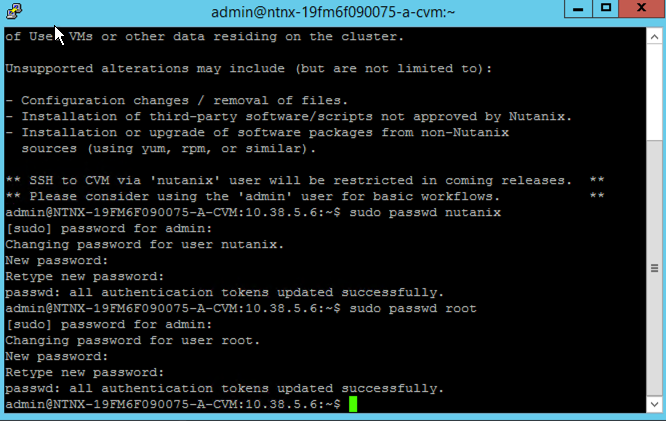 admin@ntnx-19fm6f090075-a-cvm:~
of User VMs or other data residing on the cluster.
Unsupported alterations may include (but are not limited to):
- Configuration changes / removal of files.
- Installation of third-party software/scripts not approved by Nutanix.
- Installation or upgrade of software packages from non-Nutanix
sources (using yum, rpm, or similar).
** SSH to CVM via 'nutanix' user will be restricted in coming releases. **
** Please consider using the 'admin' user for basic workflows. **
admin@NTNX-19FM6F090075-A-CVM:10.38.5.6:~$ sudo passwd nutanix
[sudo] password for admin:
Changing password for user nutanix.
New password:
Retype new password:
passwd: all authentication tokens updated successfully.
admin@NTNX-19FM6F090075-A-CVM:10.38.5.6:~$ sudo passwd root
[sudo] password for admin:
Changing password for user root.
New password:
Retype new password:
passwd: all authentication tokens updated successfully.
admin@NTNX-19FM6F090075-A-CVM:10.38.5.6:~$